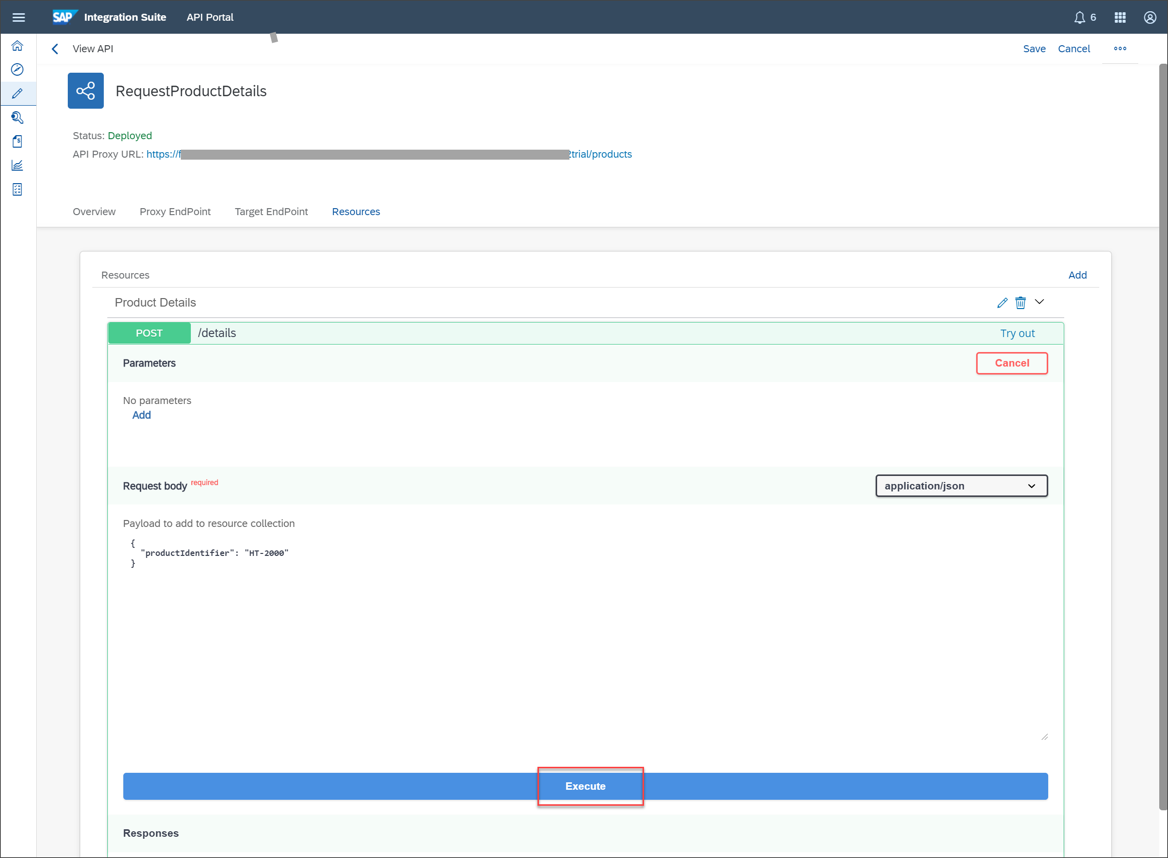 SAP Integration Suite API Portal 6
View API Save Cancel
RequestProductDetails
Status: Deployed
API Proxy URL: https:// trial/products
Overview Proxy EndPoint Target EndPoint Resources
Resources Add
Product Details
POST /details Try out
Parameters Cancel
No parameters
Add
Request body required application/json
Payload to add to resource collection
{
"productIdentifier": "HT-2000"
}
Execute
Responses